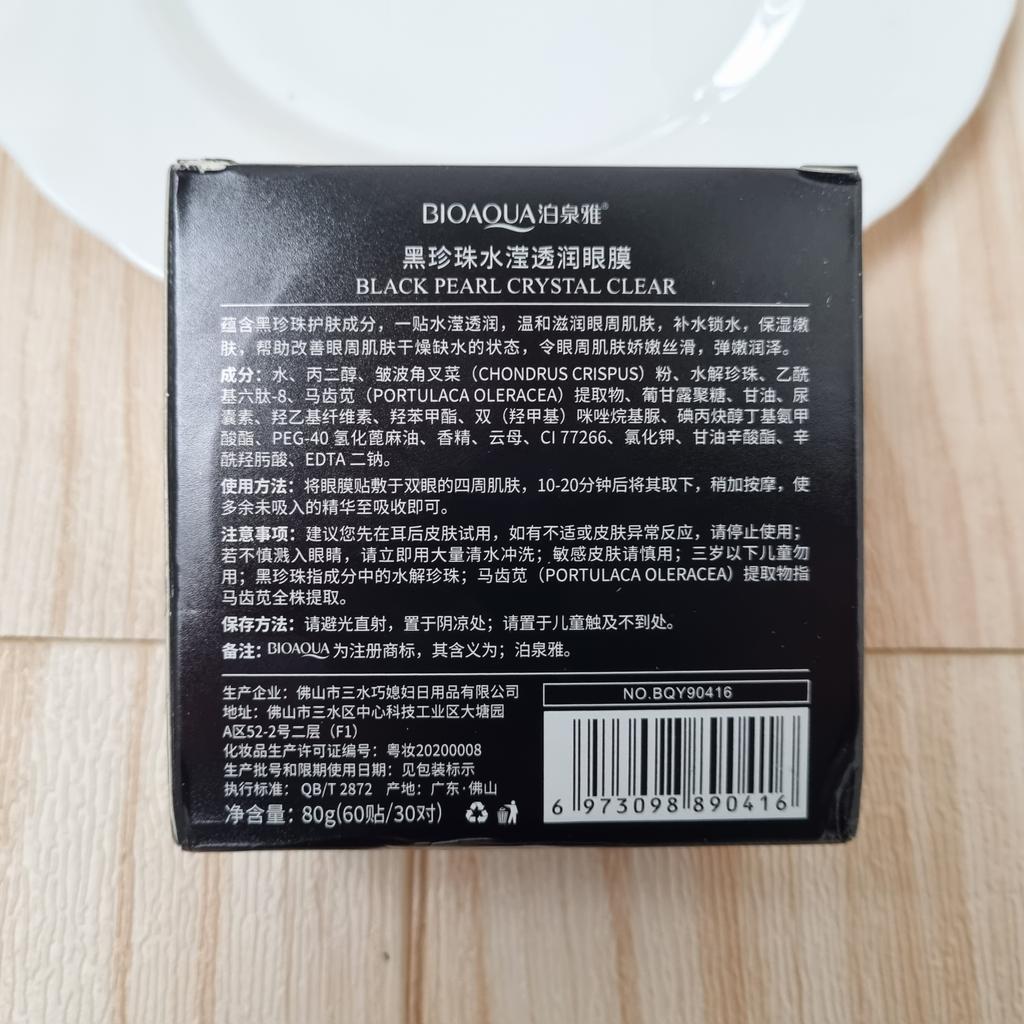 BIOAQUA泊泉雅®
黑珍珠水滢透润眼膜
BLACK PEARL CRYSTAL CLEAR
蕴含黑珍珠护肤成分，一贴水滢透润，温和滋润眼周肌肤，补水锁水，保湿嫩
肤，帮助改善眼周肌肤干燥缺水的状态，令眼周肌肤娇嫩丝滑，弹嫩润泽。
成分：水、丙二醇、皱波角叉菜（CHONDRUS CRISPUS）粉、水解珍珠、乙酰
基六肽-8、马齿苋（PORTULACA OLERACEA）提取物、葡甘露聚糖、甘油、尿
囊素、羟乙基纤维素、羟苯甲酯、双（羟甲基）咪唑烷基脲、碘丙炔醇丁基氨甲
酸酯、PEG-40 氢化蓖麻油、香精、云母、CI 77266、氯化钾、甘油辛酸酯、辛
酰羟肟酸、EDTA 二钠。
使用方法：将眼膜贴敷于双眼的四周肌肤，10-20分钟后将其取下，稍加按摩，使
多余未吸入的精华至吸收即可。
注意事项：建议您先在耳后皮肤试用，如有不适或皮肤异常反应，请停止使用；
若不慎溅入眼睛，请立即用大量清水冲洗；敏感皮肤请慎用；三岁以下儿童勿
用；黑珍珠指成分中的水解珍珠；马齿苋（PORTULACA OLERACEA）提取物指
马齿苋全株提取。
保存方法：请避光直射，置于阴凉处；请置于儿童触及不到处。
备注：BIOAQUA为注册商标，其含义为；泊泉雅。
生产企业：佛山市三水巧媳妇日用品有限公司
地址：佛山市三水区中心科技工业区大塘园
A区52-2号二层（F1）
化妆品生产许可证编号：粤妆20200008
生产批号和限期使用日期：见包装标示
执行标准：QB/T 2872 产地：广东·佛山
净含量：80g(60贴/30对)
NO.BQY90416
6 973098 890416